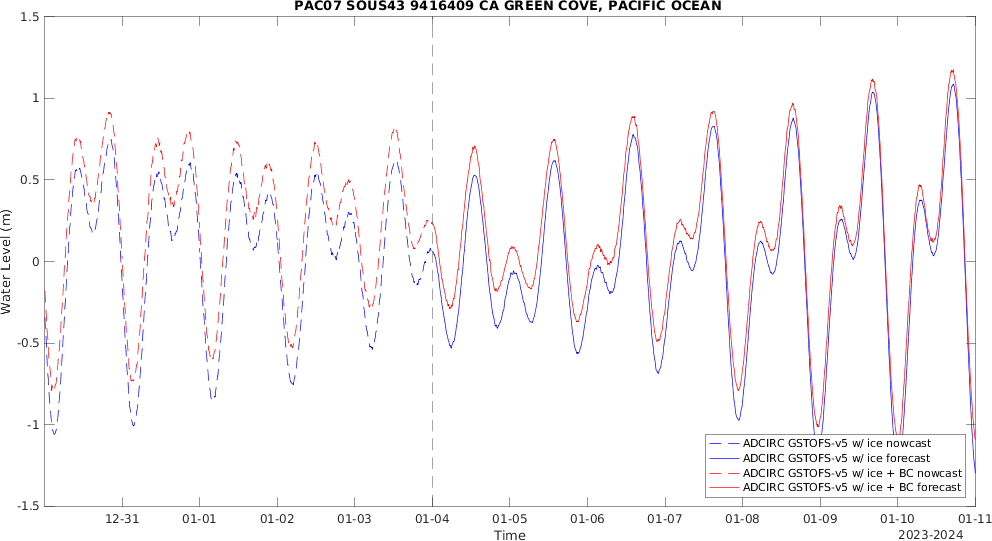 PAC07 SOUS43 9416409 CA GREEN COVE, PACIFIC OCEAN
1.5
1
0.5
0
-0.5
-1
-1.5
Water Level (m)
ADCIRC GSTOFS-v5 w/ ice nowcast
ADCIRC GSTOFS-v5 w/ ice forecast
ADCIRC GSTOFS-v5 w/ ice + BC nowcast
ADCIRC GSTOFS-v5 w/ ice + BC forecast
12-31 01-01 01-02 01-03 01-04 01-05 01-06 01-07 01-08 01-09 01-10 01-11
Time
2023-2024